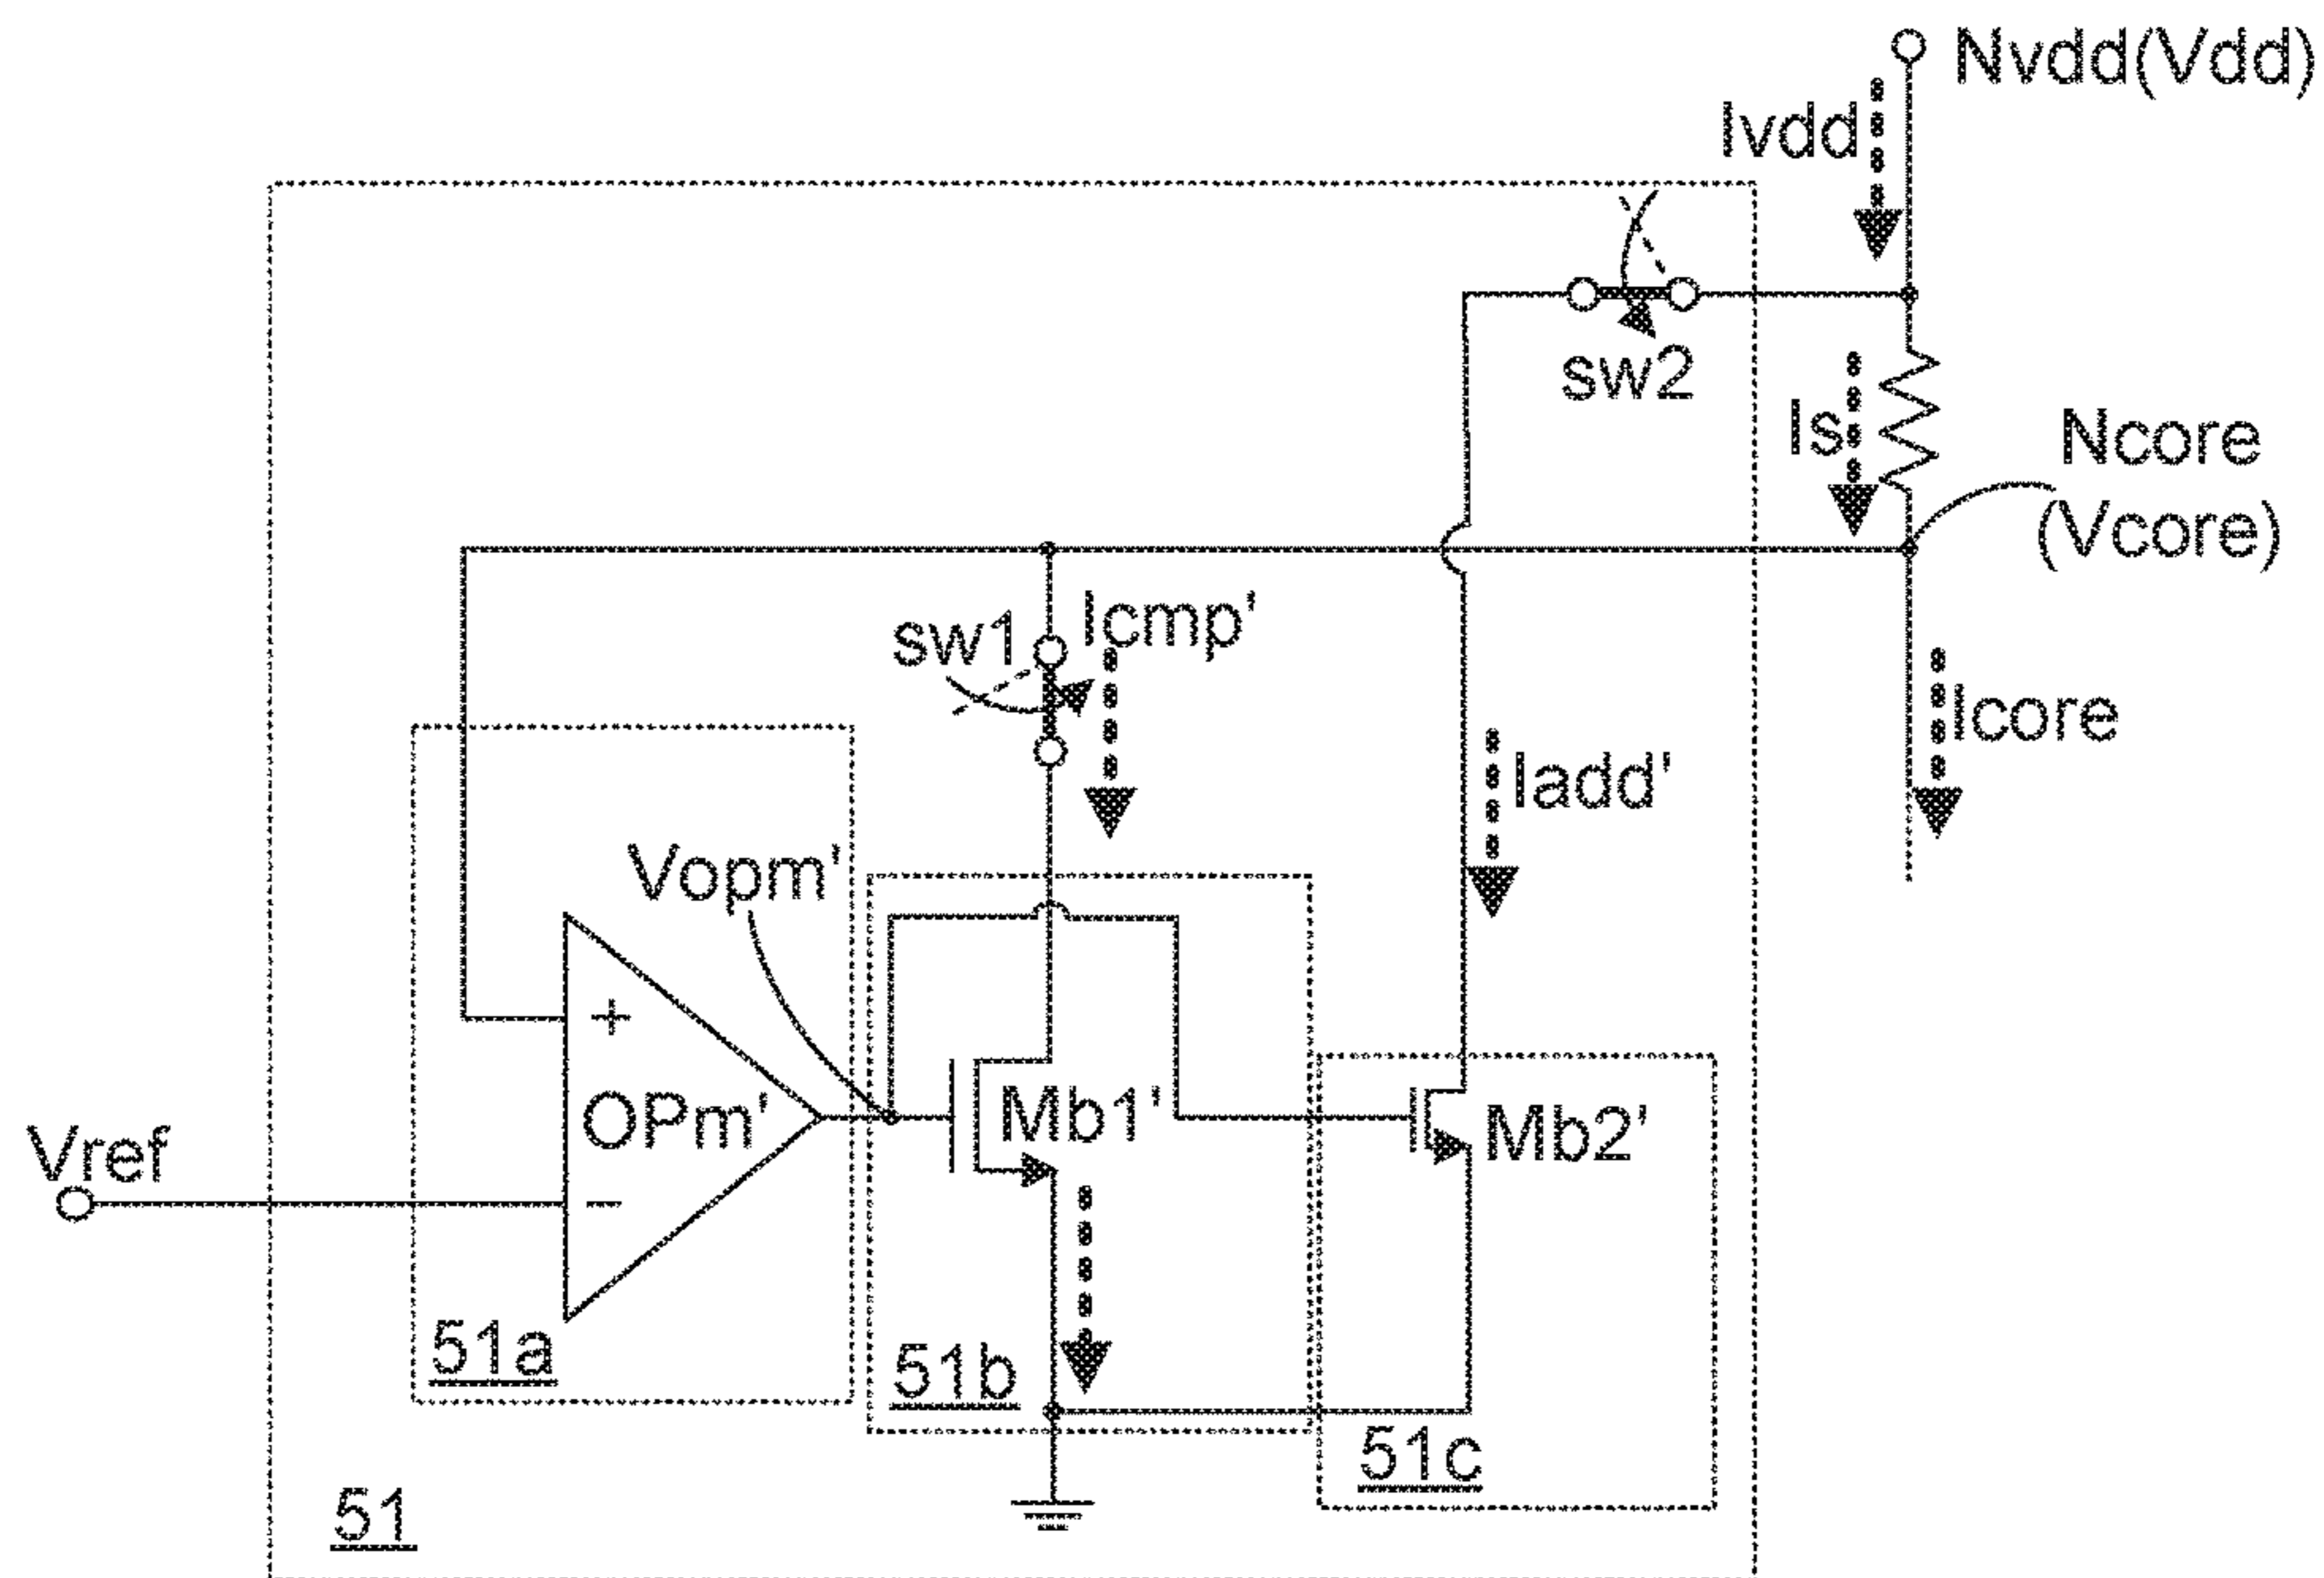 Nvdd(Vdd)
Ivdd
sw2
Is
Ncore
(Vcore)
sw1
Icmp'
Icore
Iadd'
Vopm'
+
OPm'
Mb1'
Mb2'
Vref
−
51a
51b
51c
51